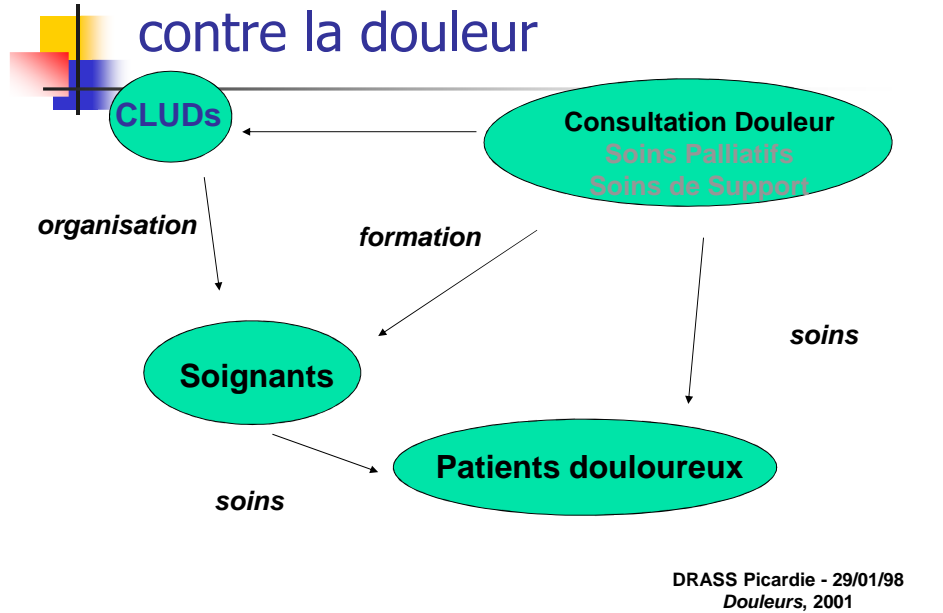 contre la douleur
CLUDs
Consultation Douleur
Soins Palliatifs
Soins de Support
organisation
formation
soins
Soignants
Patients douloureux
soins
DRASS Picardie - 29/01/98
Douleurs, 2001